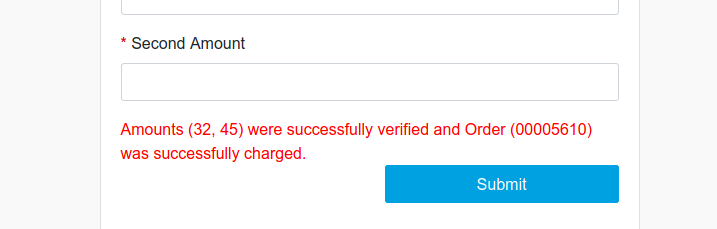 * Second Amount
Amounts (32, 45) were successfully verified and Order (00005610)
was successfully charged.
Submit